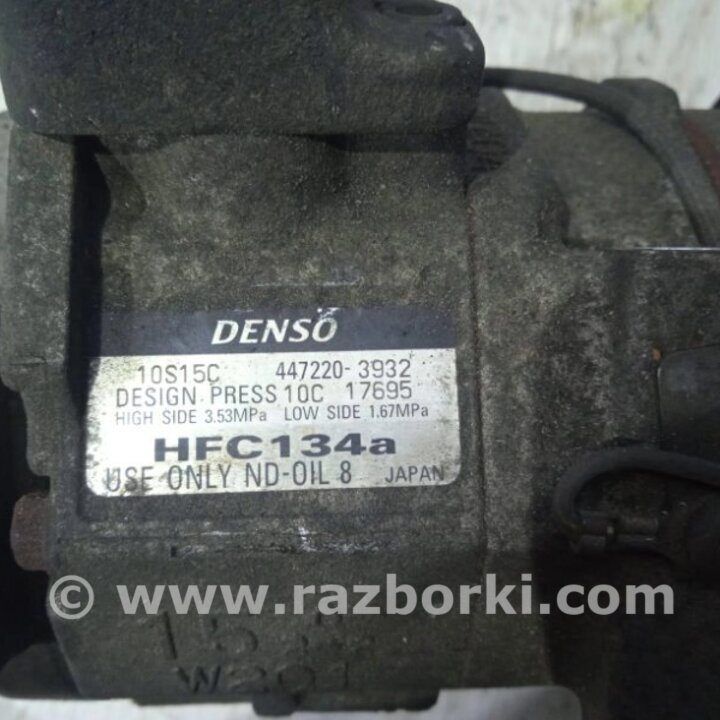 DENSO
10S15C 447220-3932
DESIGN PRESS 10C 17695
HIGH SIDE 3.53MPa LOW SIDE 1.67MPa
HFC134a
USE ONLY ND-OIL 8 JAPAN
© www.razborki.com
15